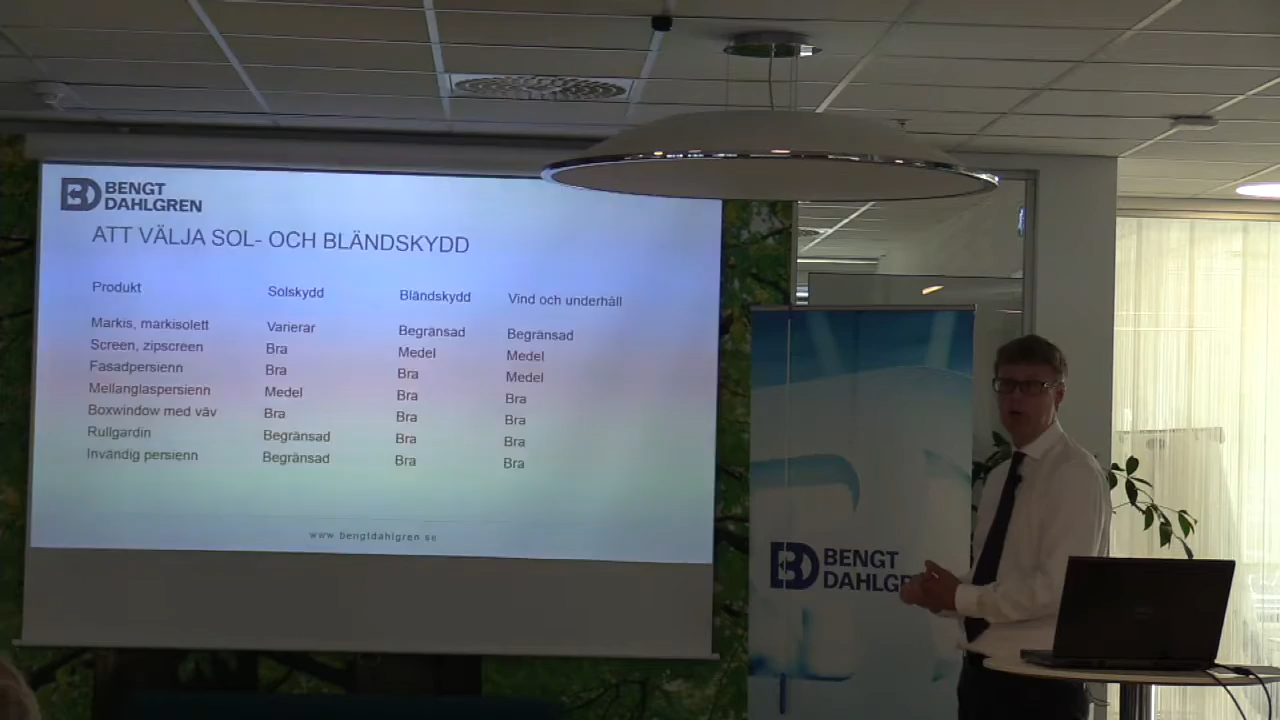 BENGT
DAHLGREN
ATT VÄLJA SOL- OCH BLÄNDSKYDD
Produkt Solskydd Bländskydd Vind och underhåll
Markis, markisolett Varierar Begränsad Begränsad
Screen, zipscreen Bra Medel Medel
Fasadpersienn Bra Bra Medel
Mellanglaspersienn Medel Bra Bra
Boxwindow med väv Bra Bra Bra
Rullgardin Begränsad Bra Bra
Invändig persienn Begränsad Bra Bra
www.bengtdahlgren.se
BENGT
DAHLGR